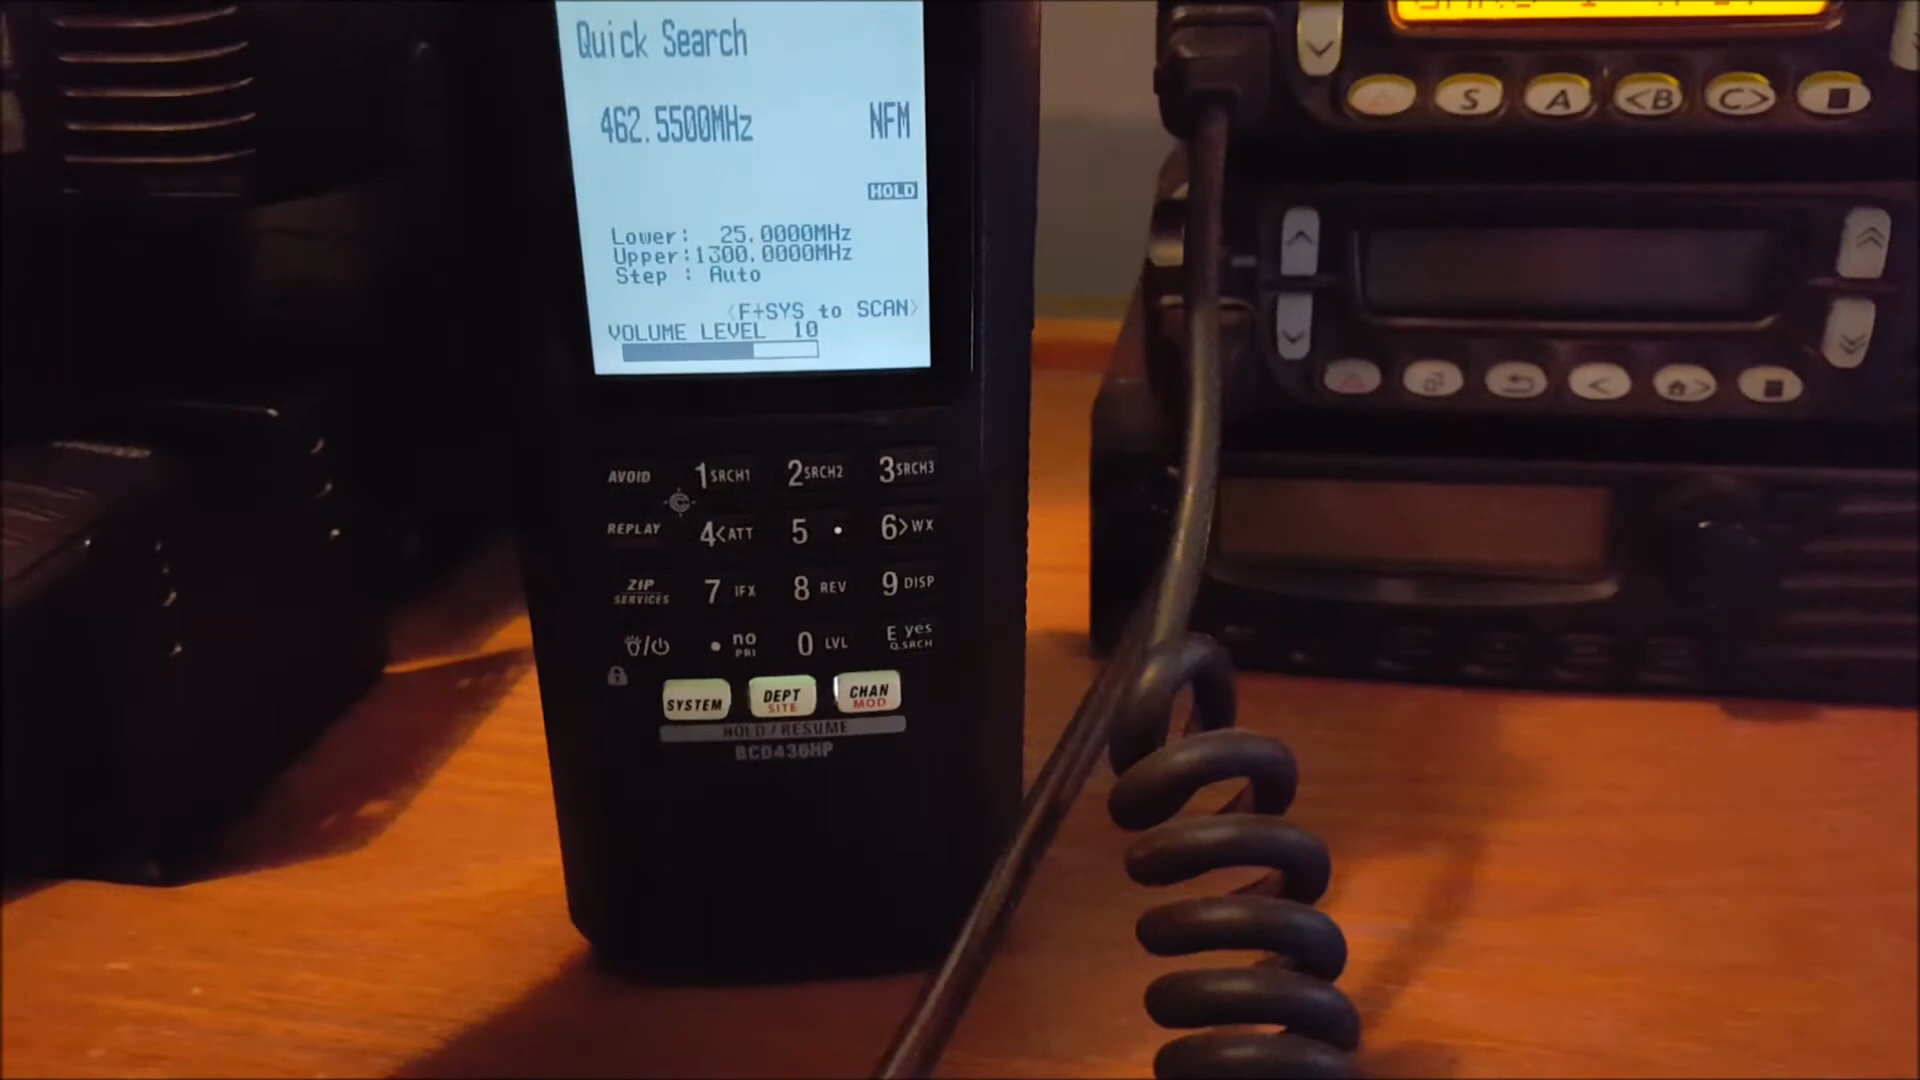 Quick Search
462.5500MHz NFM
HOLD
Lower: 25.0000MHz
Upper:1300.0000MHz
Step : Auto
<F+SYS to SCAN>
VOLUME LEVEL 10
AVOID 1 SRCH1 2 SRCH2 3 SRCH3
REPLAY 4<ATT 5 • 6>WX
ZIP SERVICES 7 IFX 8 REV 9 DISP
• no PRI 0 LVL E yes Q.SRCH
SYSTEM DEPT SITE CHAN MOD
HOLD / RESUME
BCD436HP
S A <B C>